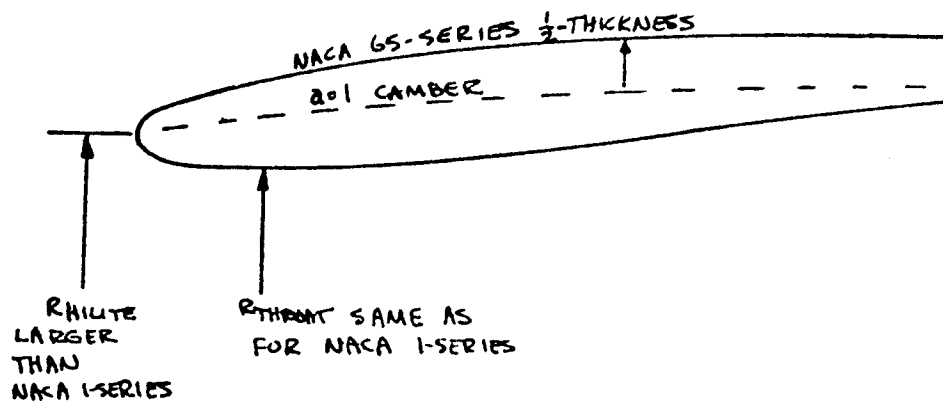 NACA 65-SERIES ½-THICKNESS
a=1 CAMBER
RHILITE
LARGER
THAN
NACA 1-SERIES
RTHROAT SAME AS
FOR NACA 1-SERIES